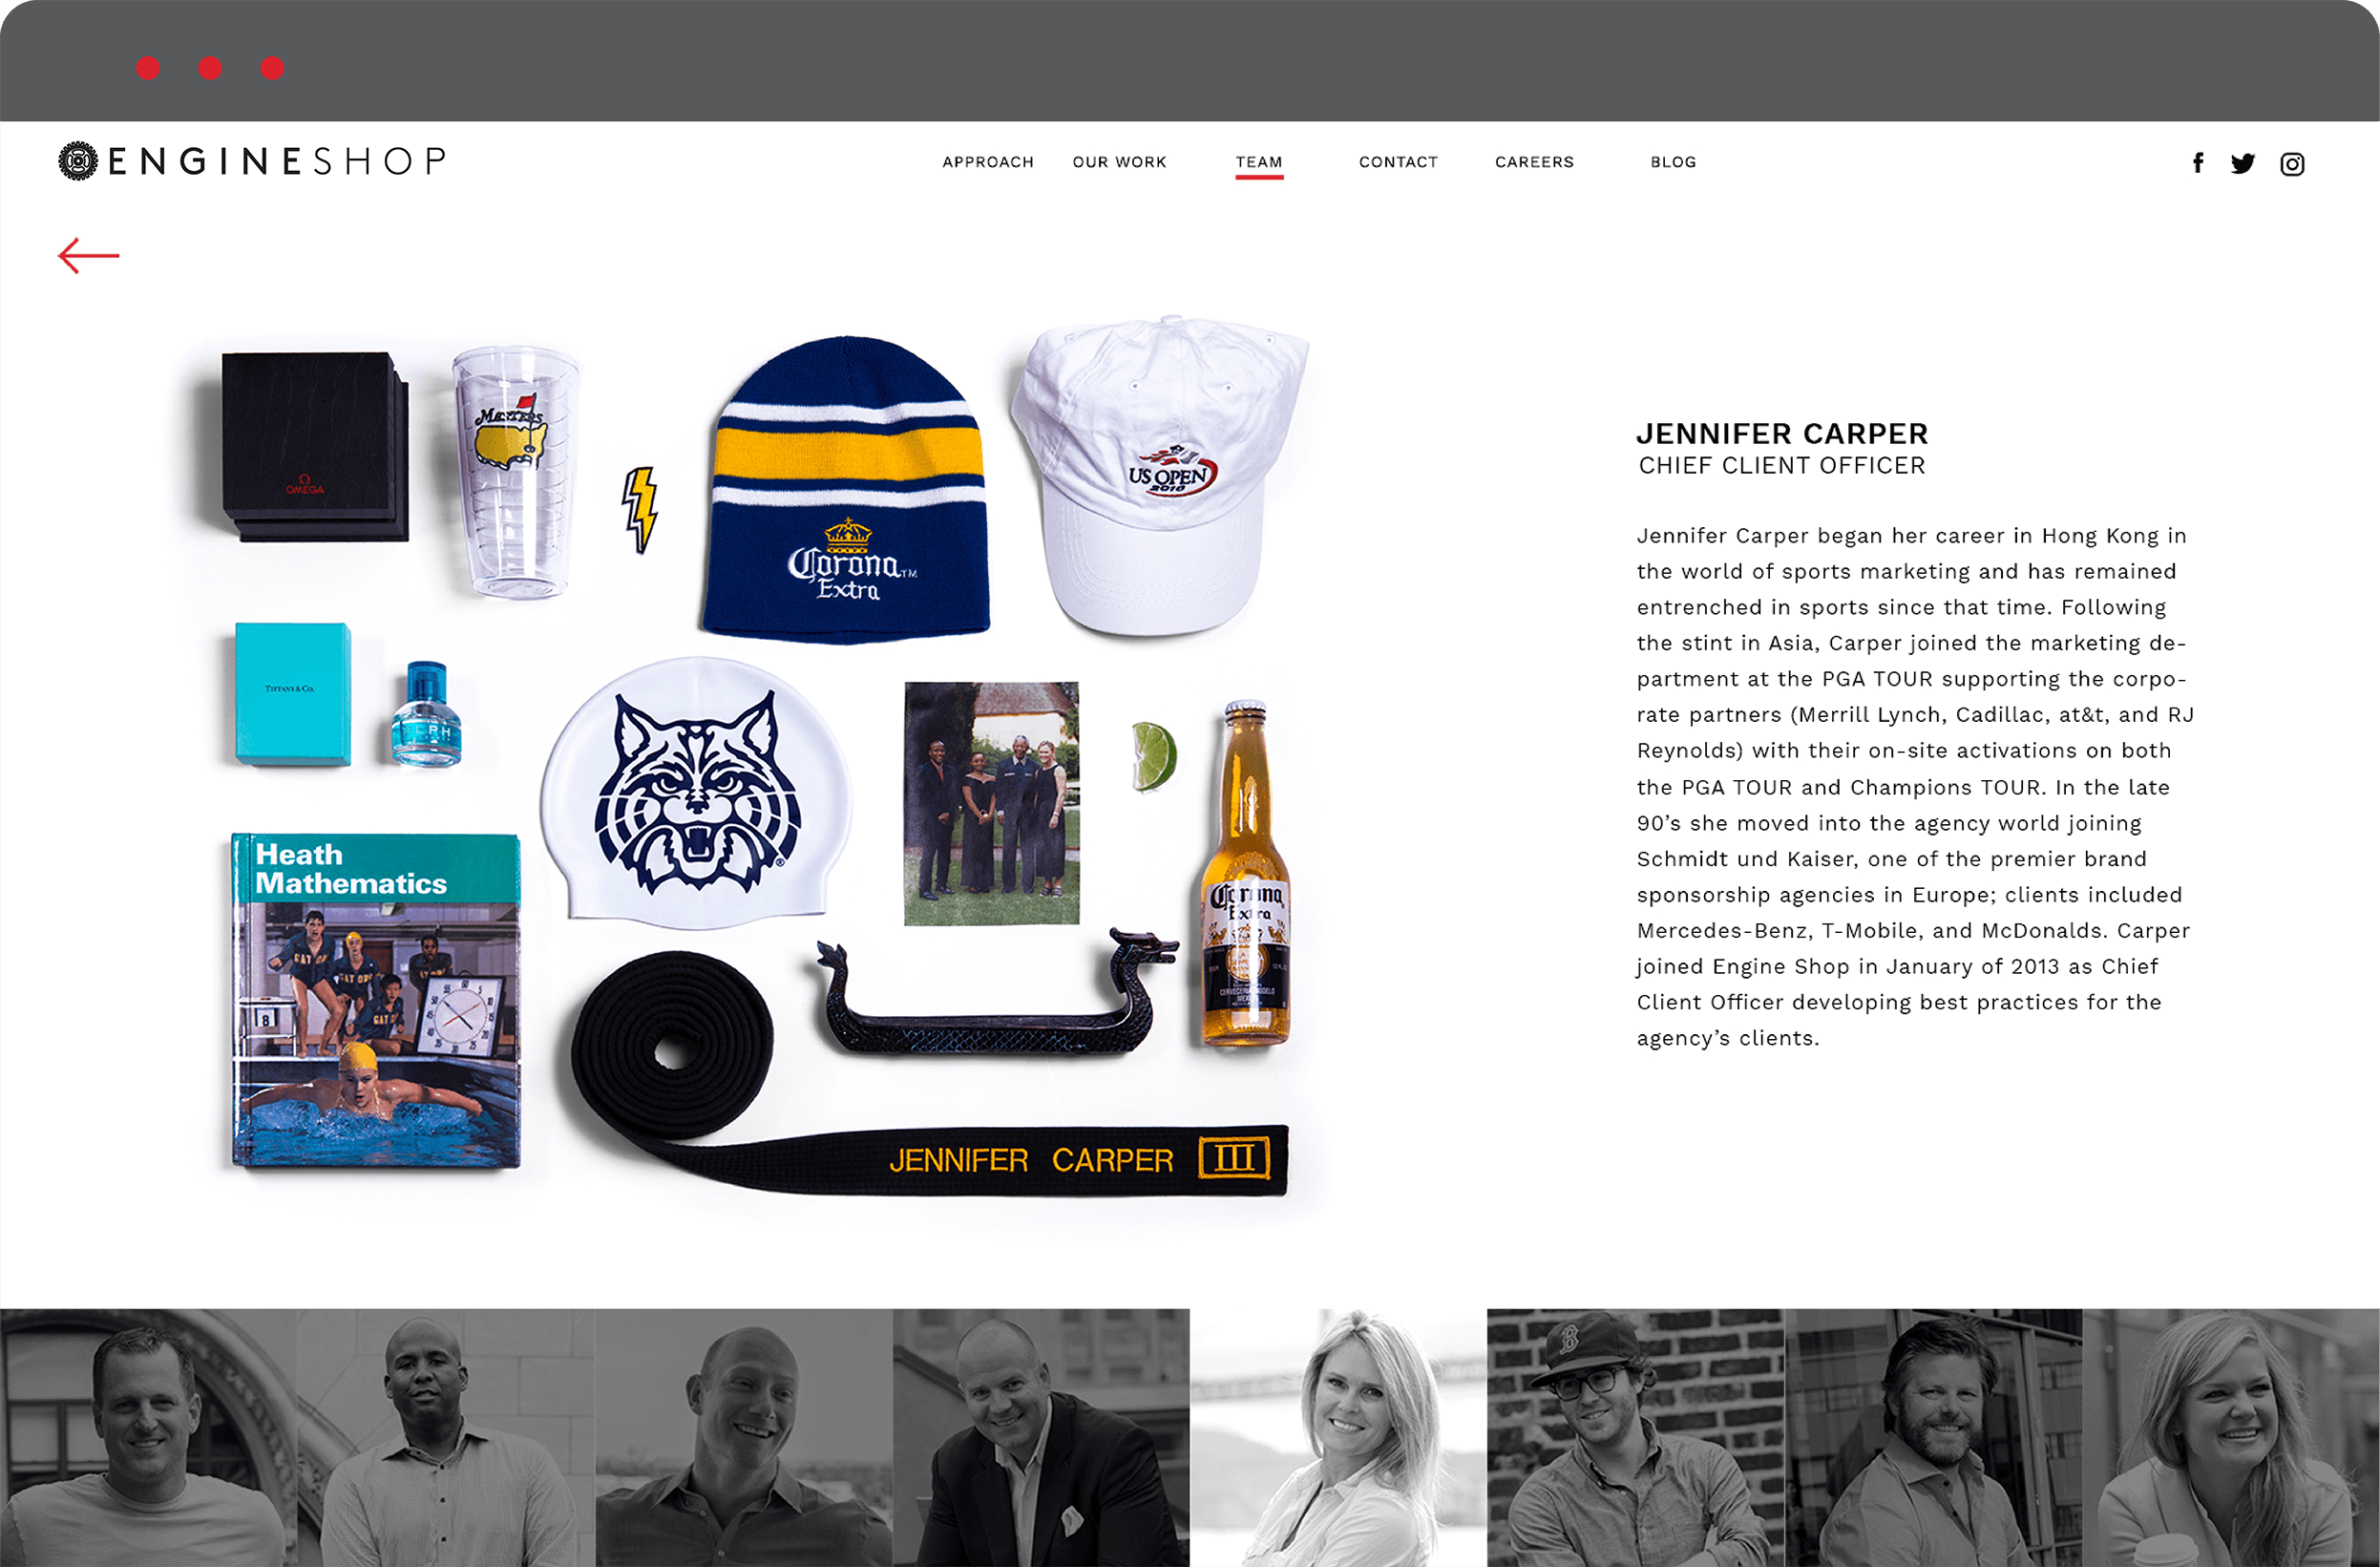 ENGINESHOP
APPROACH
OUR WORK
TEAM
CONTACT
CAREERS
BLOG
OMEGA
MASTERS
Corona™
Extra
US OPEN
2010
TIFFANY & CO.
LPH
JENNIFER CARPER
CHIEF CLIENT OFFICER
Jennifer Carper began her career in Hong Kong in
the world of sports marketing and has remained
entrenched in sports since that time. Following
the stint in Asia, Carper joined the marketing de-
partment at the PGA TOUR supporting the corpo-
rate partners (Merrill Lynch, Cadillac, at&t, and RJ
Reynolds) with their on-site activations on both
the PGA TOUR and Champions TOUR. In the late
90’s she moved into the agency world joining
Schmidt und Kaiser, one of the premier brand
sponsorship agencies in Europe; clients included
Mercedes-Benz, T-Mobile, and McDonalds. Carper
joined Engine Shop in January of 2013 as Chief
Client Officer developing best practices for the
agency’s clients.
Heath
Mathematics
8
Corona
Extra
JENNIFER CARPER III
B